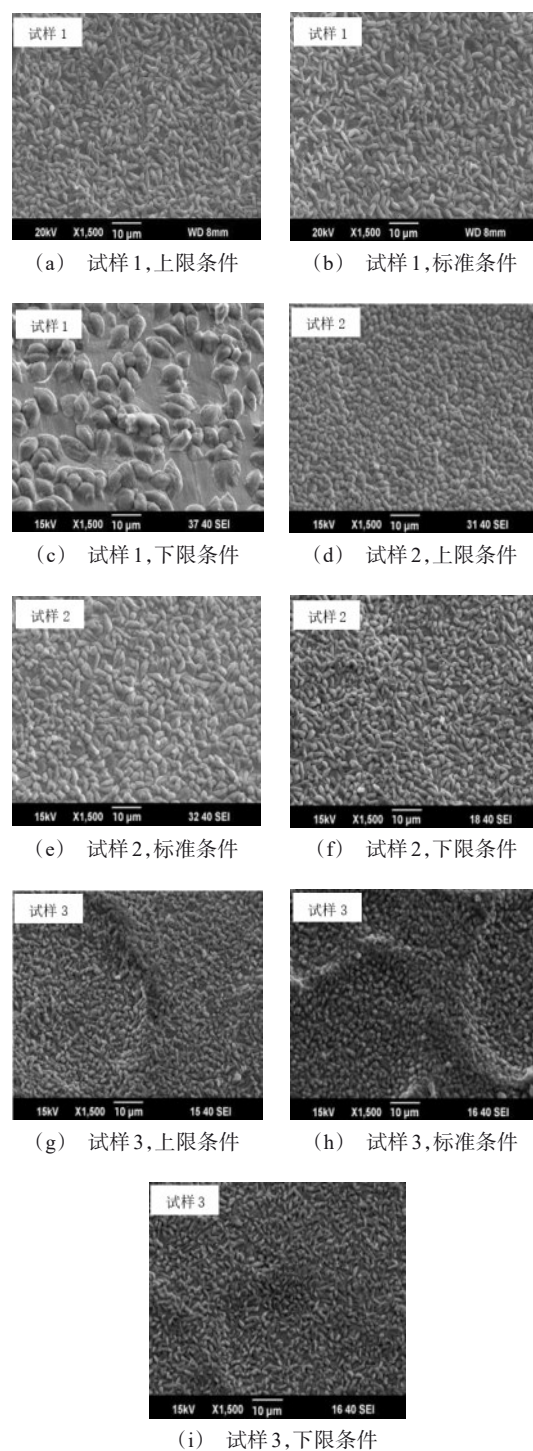 试样1
20kV X1,500 10 μm WD 8mm
(a) 试样1,上限条件
试样1
20kV X1,500 10 μm WD 8mm
(b) 试样1,标准条件
试样1
15kV X1,500 10 μm 37 40 SEI
(c) 试样1,下限条件
试样2
15kV X1,500 10 μm 31 40 SEI
(d) 试样2,上限条件
试样2
15kV X1,500 10 μm 32 40 SEI
(e) 试样2,标准条件
试样2
15kV X1,500 10 μm 18 40 SEI
(f) 试样2,下限条件
试样3
15kV X1,500 10 μm 15 40 SEI
(g) 试样3,上限条件
试样3
15kV X1,500 10 μm 16 40 SEI
(h) 试样3,标准条件
试样3
15kV X1,500 10 μm 16 40 SEI
(i) 试样3,下限条件